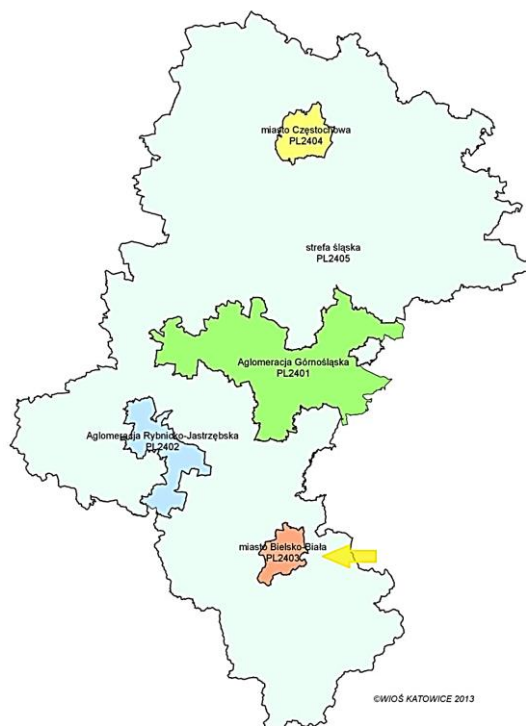 miasto Częstochowa
PL2404
strefa śląska
PL2405
Aglomeracja Górnośląska
PL2401
Aglomeracja Rybnicko-Jastrzębska
PL2402
miasto Bielsko-Biała
PL2403
©WIOŚ KATOWICE 2013